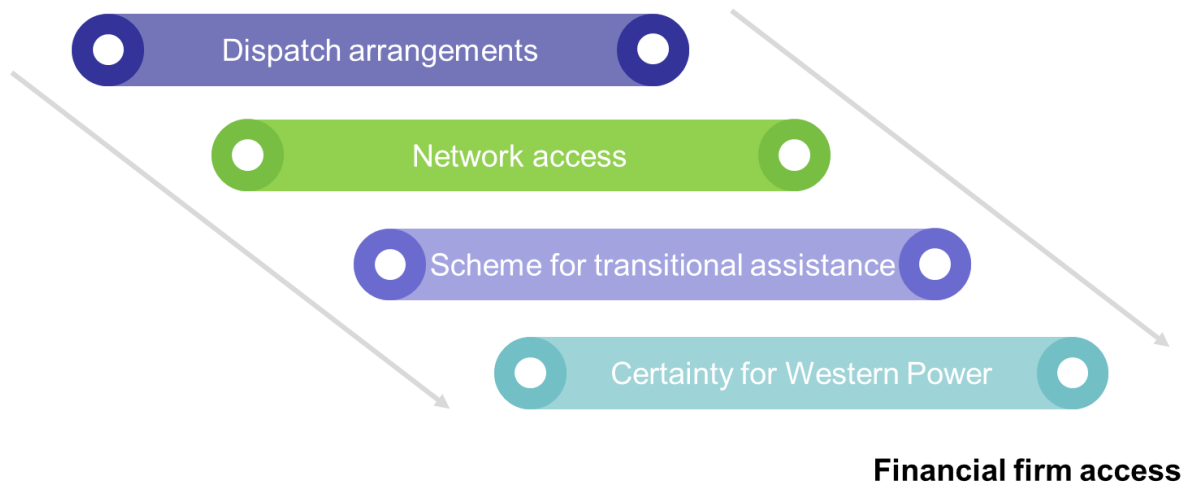 Dispatch arrangements
Network access
Scheme for transitional assistance
Certainty for Western Power
Financial firm access